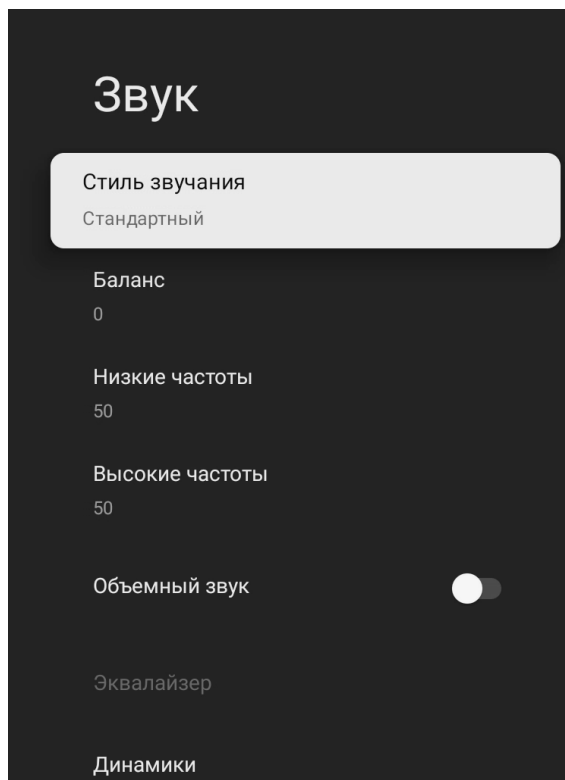 Звук
Стиль звучания
Стандартный
Баланс
0
Низкие частоты
50
Высокие частоты
50
Объемный звук
Эквалайзер
Динамики